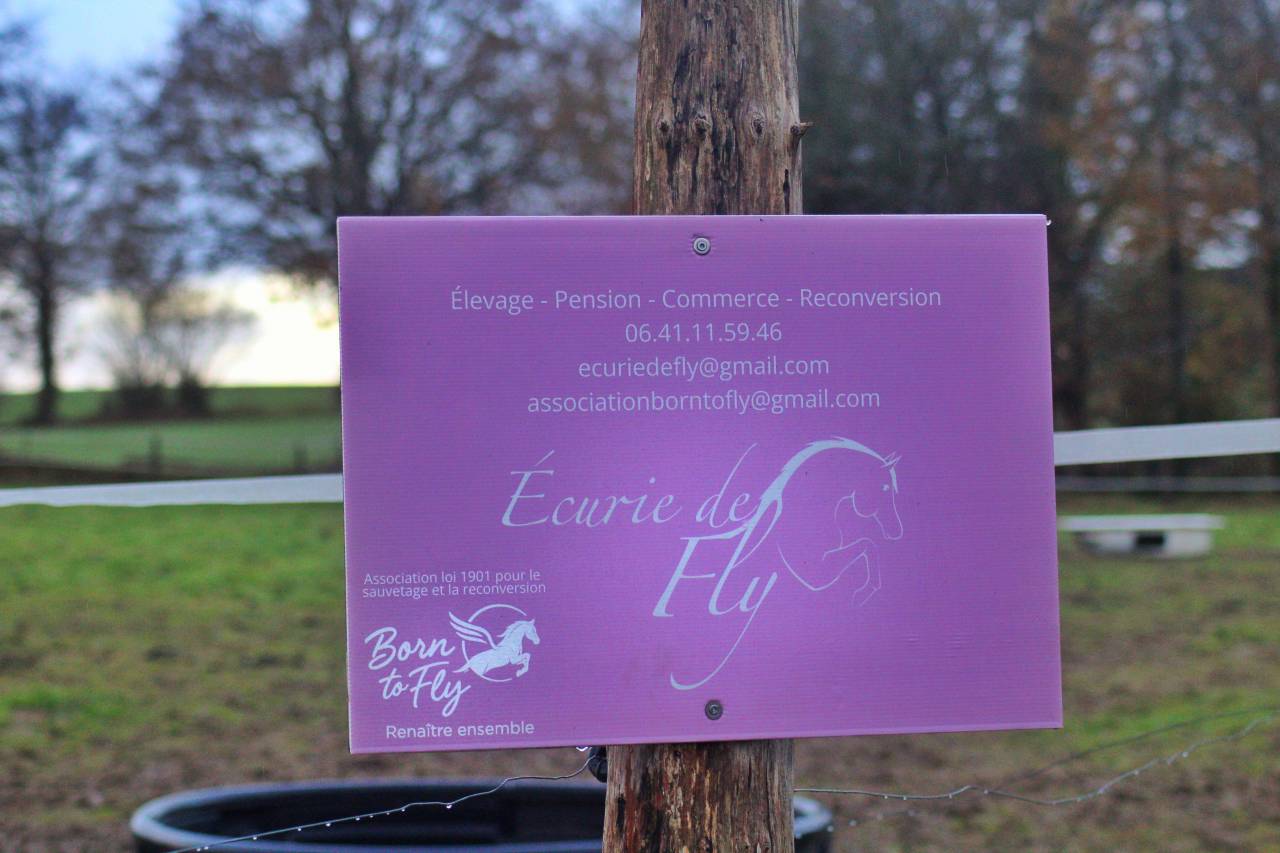 Élevage - Pension - Commerce - Reconversion
06.41.11.59.46
ecuriedefly@gmail.com
associationborntofly@gmail.com
Écurie de
Fly
Association loi 1901 pour le
sauvetage et la reconversion
Born
to Fly
Renaître ensemble